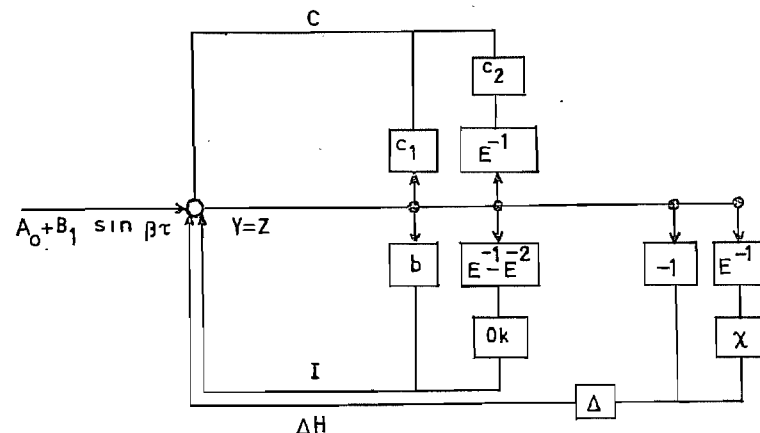 C
c₂
c₁
E⁻¹
A₀+B₁ sin βτ
Y=Z
b
E⁻¹-E⁻²
-1
E⁻¹
0k
χ
I
Δ
ΔH